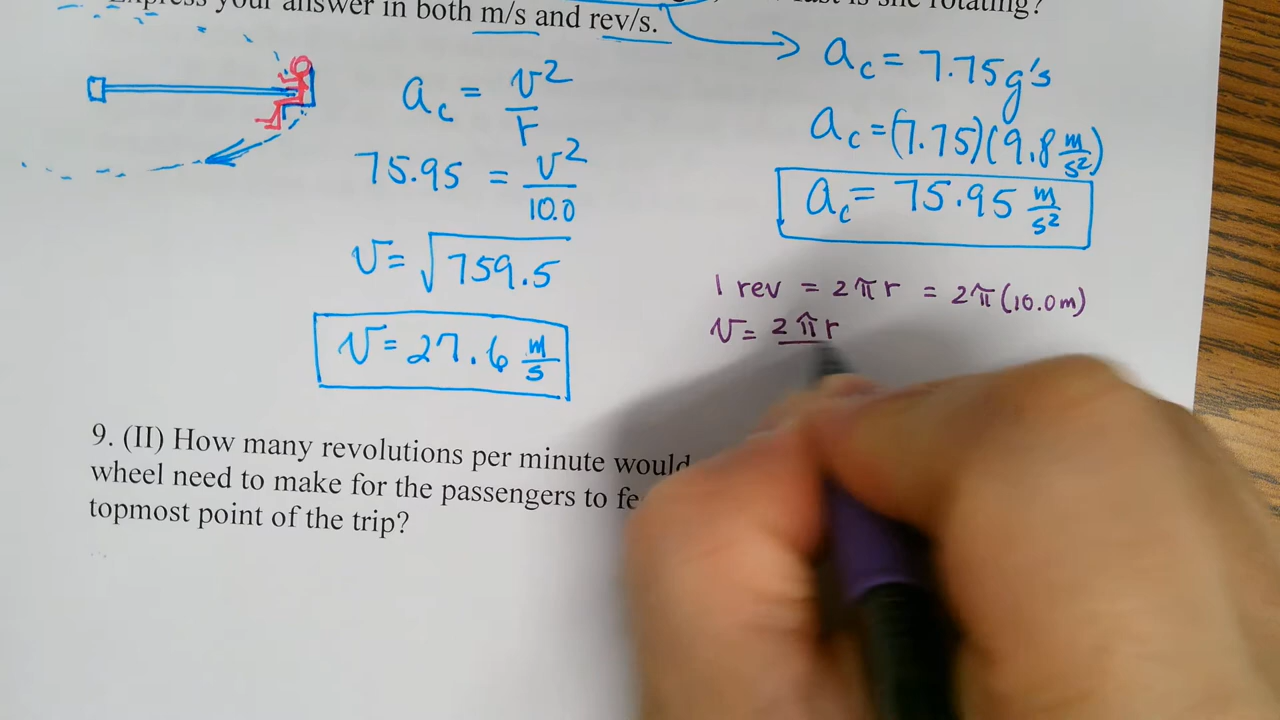 your answer in both m/s and rev/s. is she rotating?
a_c = v²/r
75.95 = v²/10.0
v = √759.5
v = 27.6 m/s
a_c = 7.75 g's
a_c = (7.75)(9.8 m/s²)
a_c = 75.95 m/s²
1 rev = 2πr = 2π(10.0m)
v = 2πr
9. (II) How many revolutions per minute would
wheel need to make for the passengers to fe
topmost point of the trip?